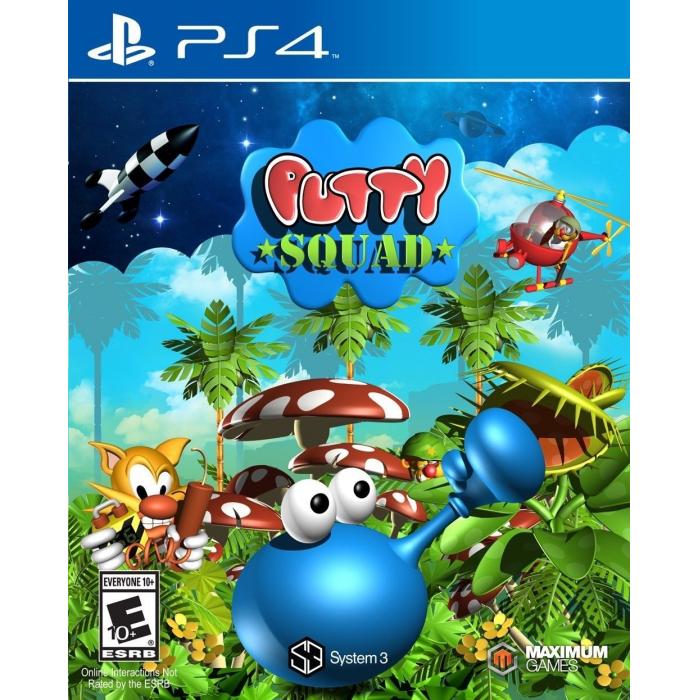 PS4
PUTTY
SQUAD
EVERYONE 10+
E
10+
ESRB
Online Interactions Not
Rated by the ESRB
System 3
MAXIMUM
GAMES